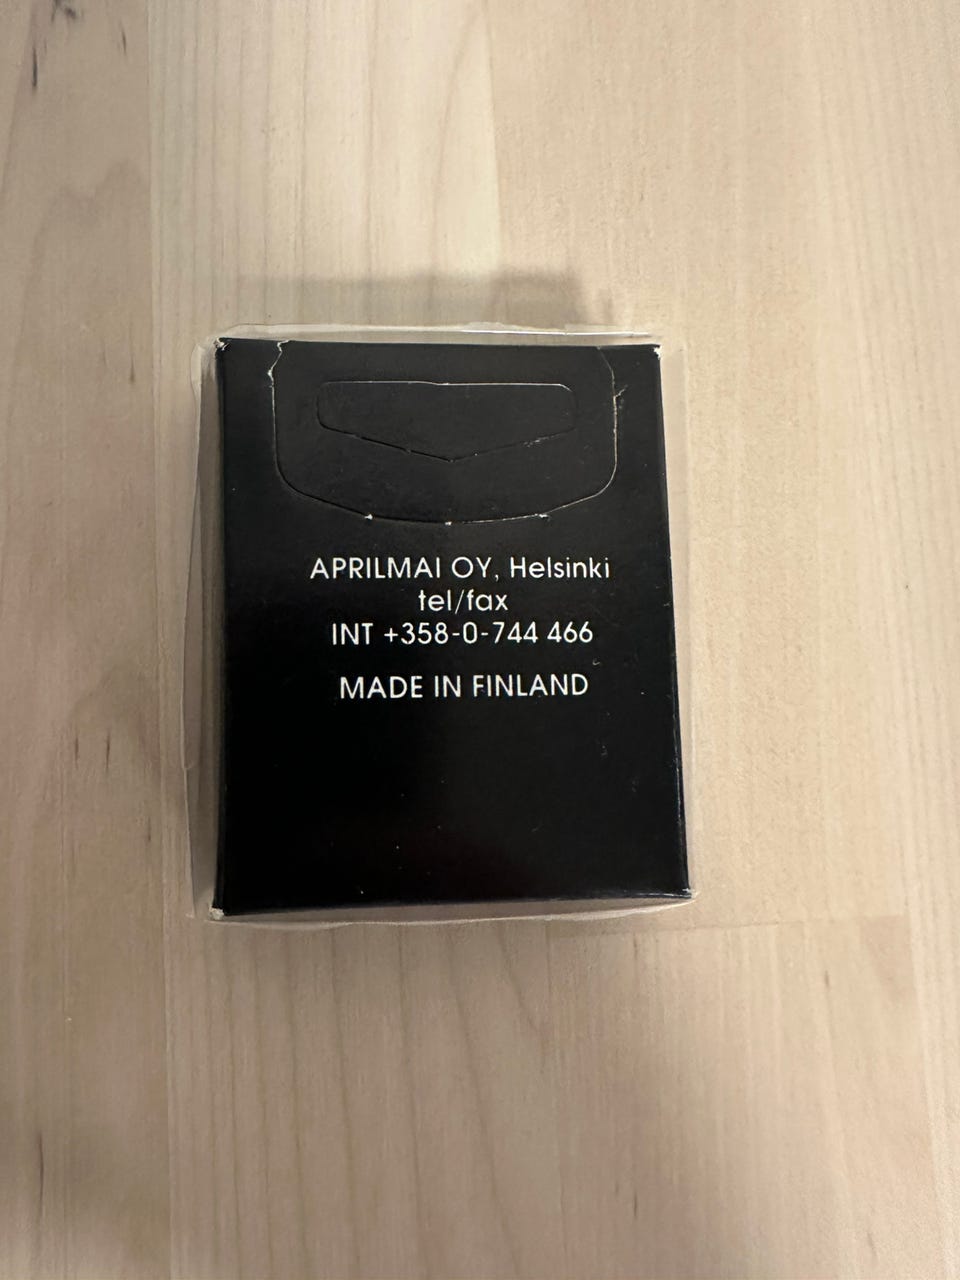 APRILMAI OY, Helsinki
tel/fax
INT +358-0-744 466
MADE IN FINLAND